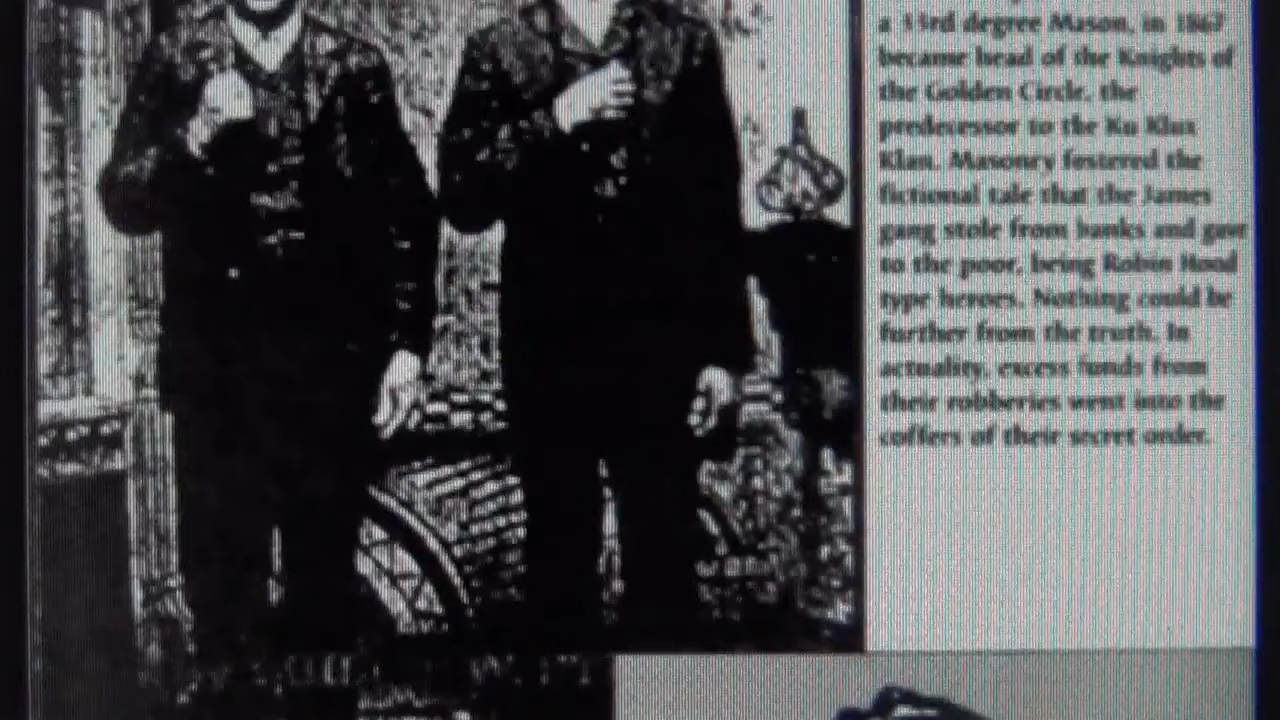 a 33rd degree Mason, in 1867
became head of the Knights of
the Golden Circle, the
predecessor to the Ku Klux
Klan. Masonry fostered the
fictional tale that the James
gang stole from banks and gave
to the poor, being Robin Hood
type heroes. Nothing could be
further from the truth. In
actuality, excess funds from
their robberies went into the
coffers of their secret order.